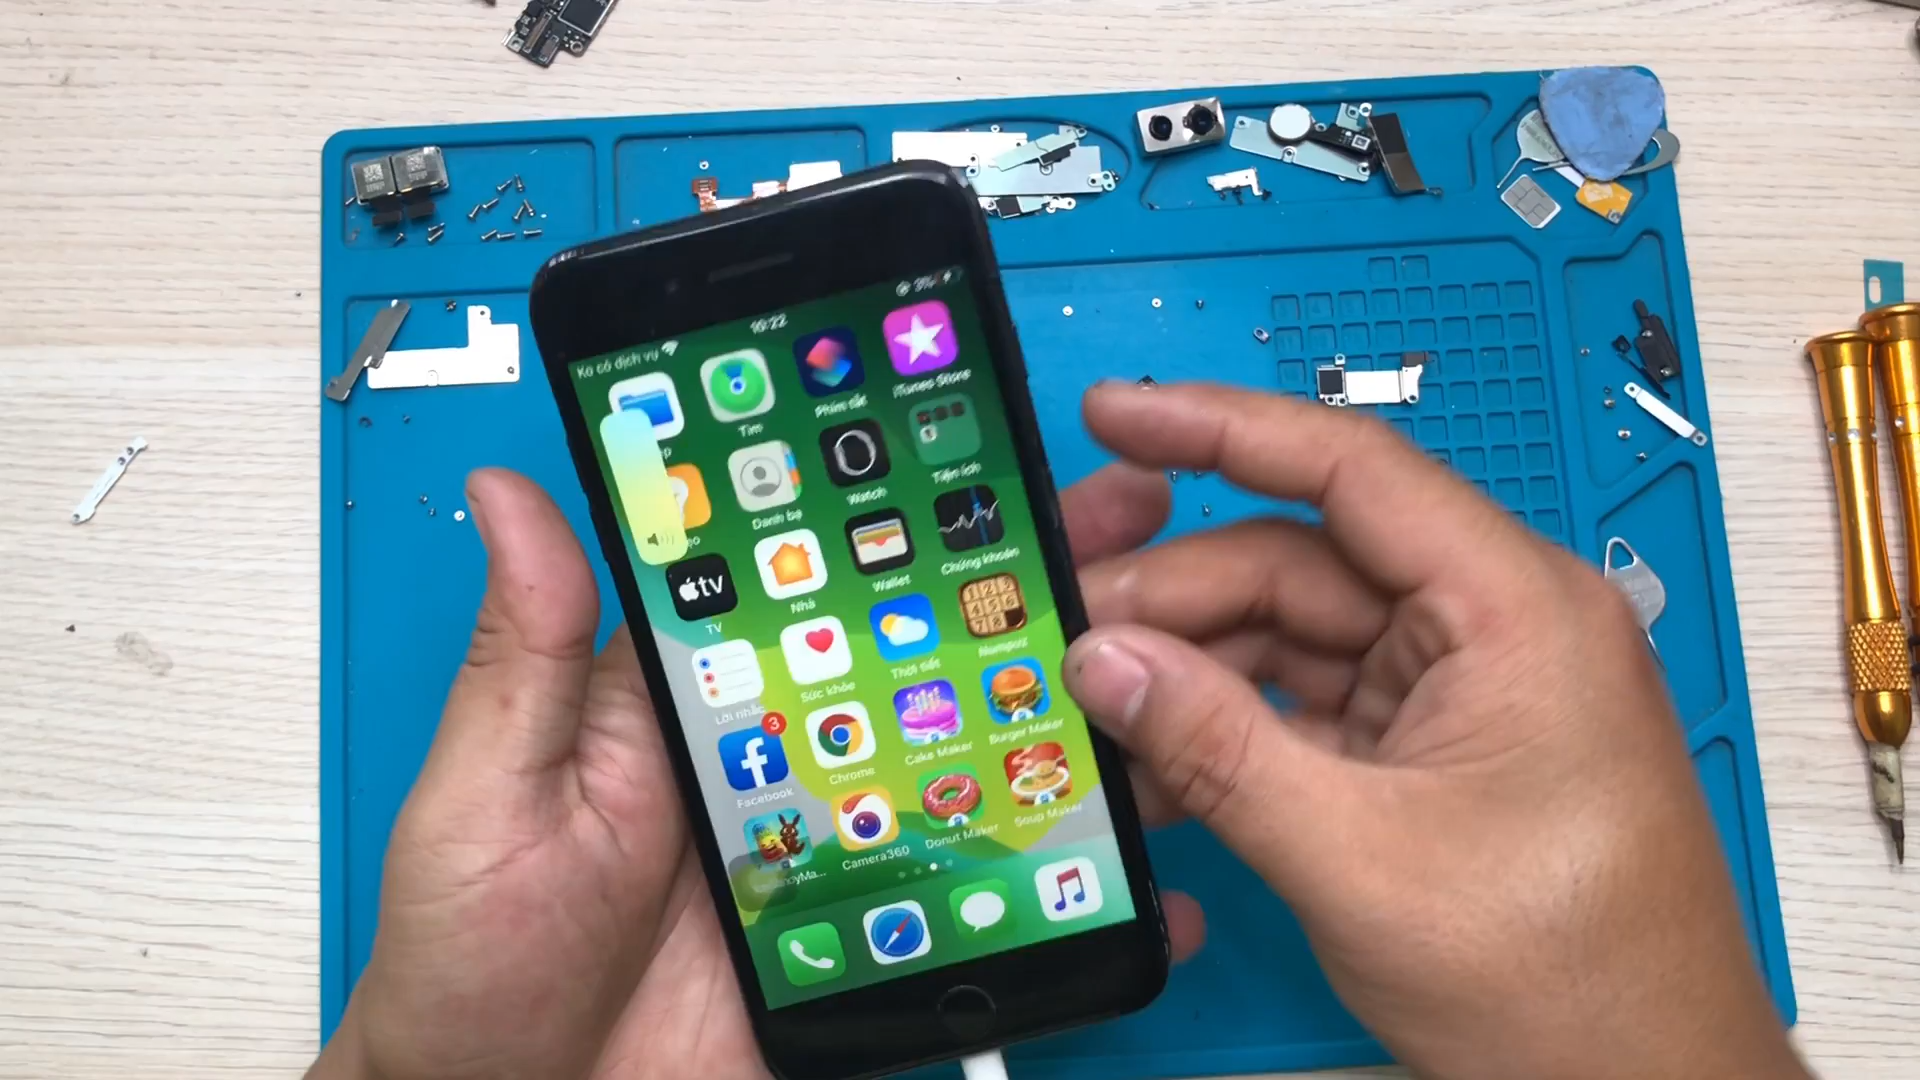 Ko có dịch vụ
10:22
9%
Tìm
Phím tắt
iTunes Store
Danh bạ
Watch
Tiện ích
tv
TV
Nhà
Wallet
Chứng khoán
Lời nhắc
Sức khỏe
Thời tiết
Numpuz
3
Facebook
Chrome
Cake Maker
Burger Maker
Camera360
Donut Maker
Soup Maker